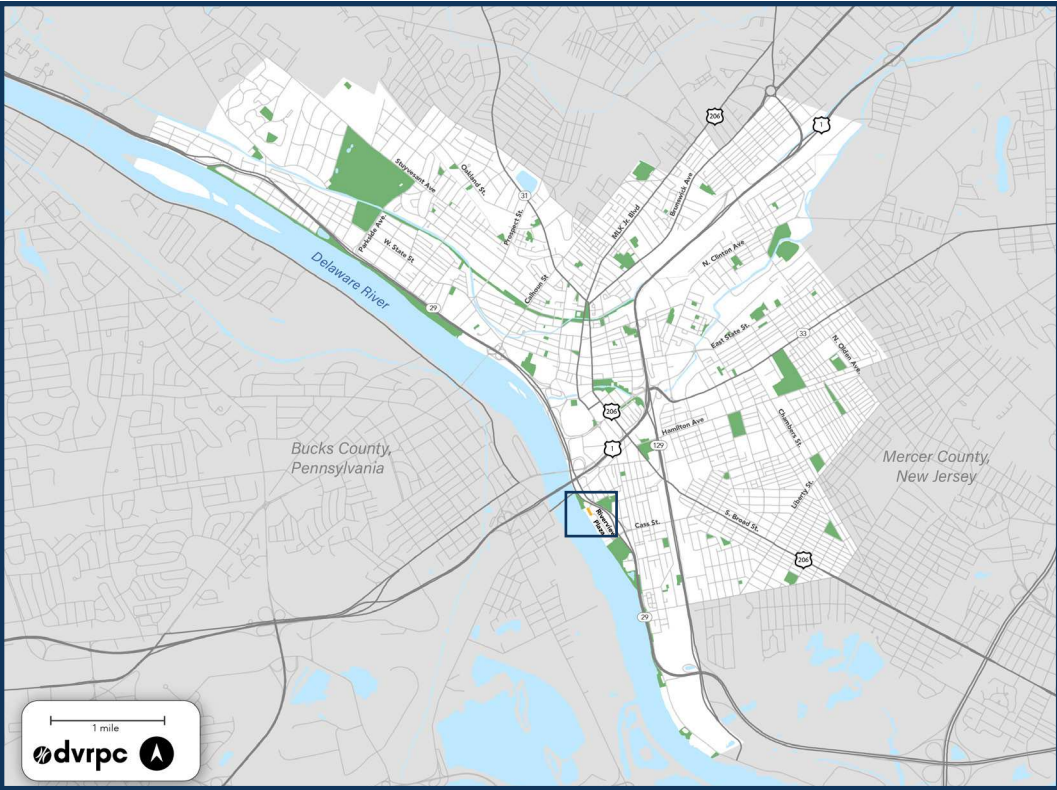 206
1
Stuyvesant Ave
Oakland St.
31
Prospect St.
MLK Jr. Blvd
Brunswick Ave
Parkside Ave.
W. State St
N. Clinton Ave
Delaware River
Calhoun St
29
East State St.
33
N. Olden Ave.
206
Hamilton Ave
Chambers St.
1
129
Bucks County,
Pennsylvania
Mercer County,
New Jersey
Liberty St.
Riverview
Plaza
Cass St.
S. Broad St.
206
29
1 mile
dvrpc